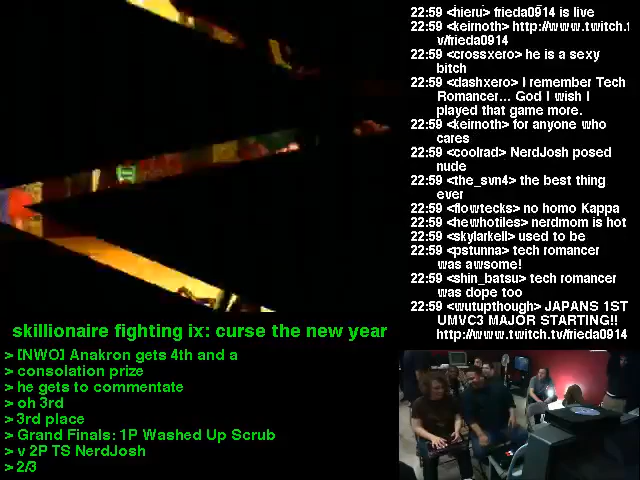 22:59 <hieru> frieda0914 is live
22:59 <keirnoth> http://www.twitch.t
v/frieda0914
22:59 <crossxero> he is a sexy
bitch
22:59 <dashxero> I remember Tech
Romancer... God I wish I
played that game more.
22:59 <keirnoth> for anyone who
cares
22:59 <coolrad> NerdJosh posed
nude
22:59 <the_svn4> the best thing
ever
22:59 <flowtecks> no homo Kappa
22:59 <hewhotiles> nerdmom is hot
22:59 <skylarkell> used to be
22:59 <pstunna> tech romancer
was awsome!
22:59 <shin_batsu> tech romancer
was dope too
22:59 <wutupthough> JAPANS 1ST
UMVC3 MAJOR STARTING!!
http://www.twitch.tv/frieda0914
skillionaire fighting ix: curse the new year
> [NWO] Anakron gets 4th and a
> consolation prize
> he gets to commentate
> oh 3rd
> 3rd place
> Grand Finals: 1P Washed Up Scrub
> v 2P TS NerdJosh
> 2/3